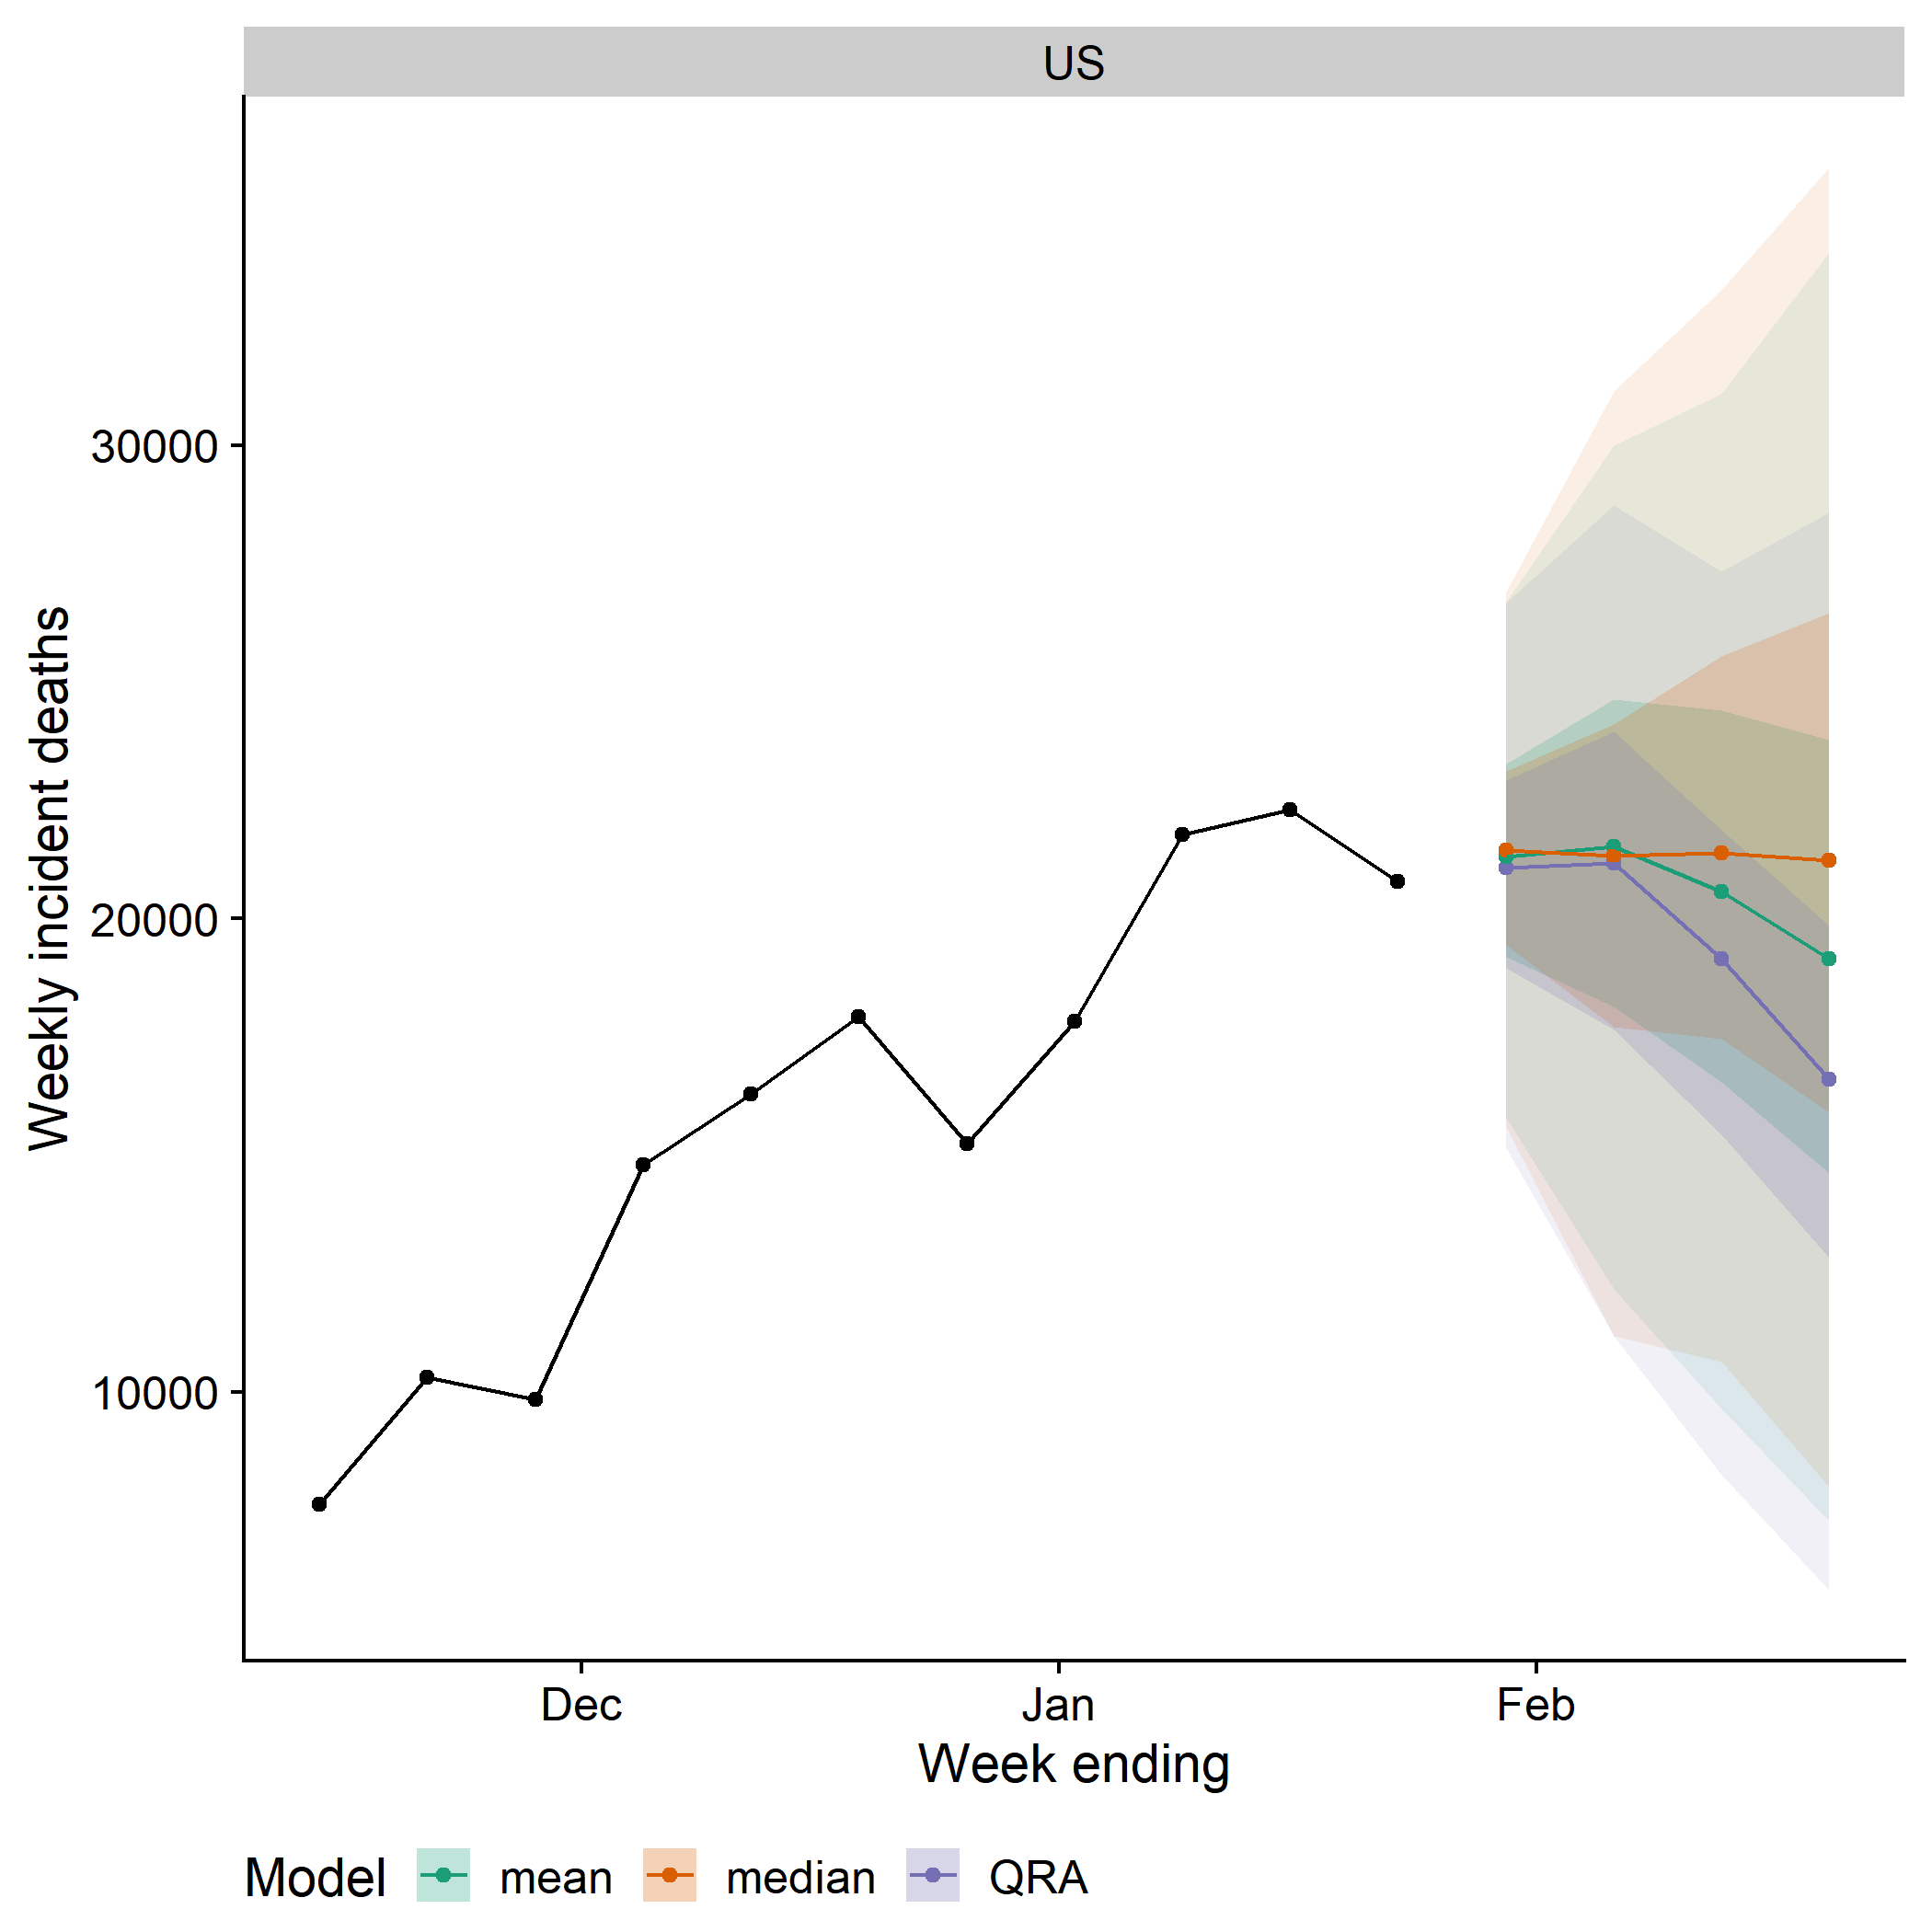 US
Weekly incident deaths
30000
20000
10000
Dec Jan Feb
Week ending
Model mean median QRA